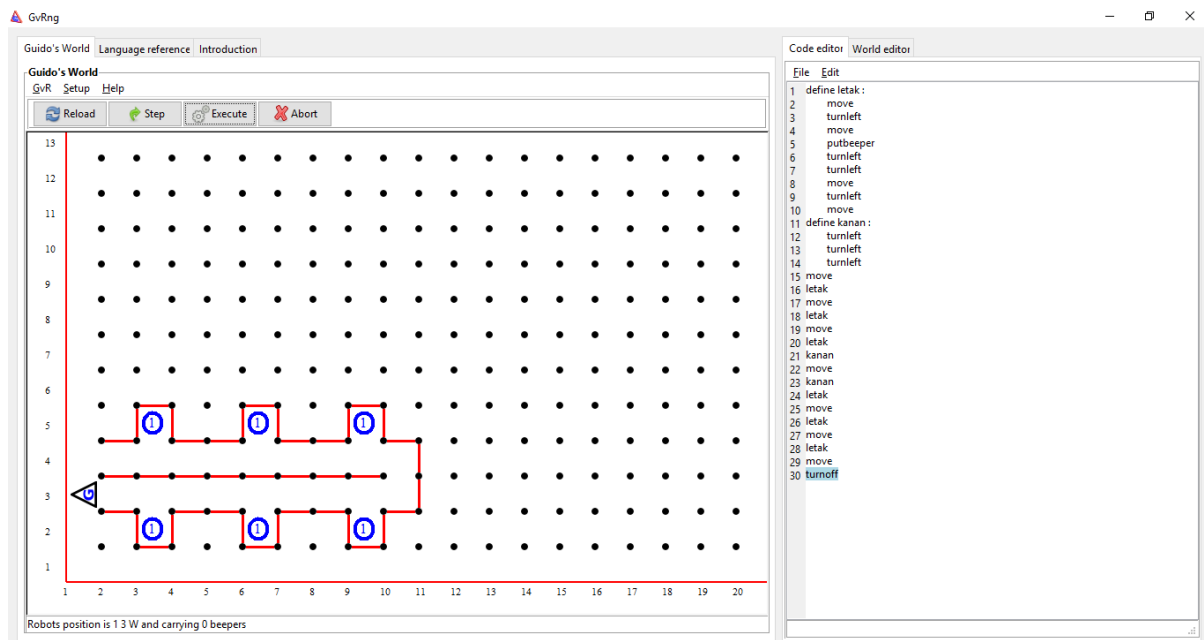 GvRng
Guido's World Language reference Introduction
Guido's World
GvR Setup Help
Reload Step Execute Abort
13
12
11
10
9
8
7
6
5
4
3
2
1
1 1 1
G
1 1 1
1 2 3 4 5 6 7 8 9 10 11 12 13 14 15 16 17 18 19 20
Robots position is 1 3 W and carrying 0 beepers
Code editor World editor
File Edit
1 define letak :
2 move
3 turnleft
4 move
5 putbeeper
6 turnleft
7 turnleft
8 move
9 turnleft
10 move
11 define kanan :
12 turnleft
13 turnleft
14 turnleft
15 move
16 letak
17 move
18 letak
19 move
20 letak
21 kanan
22 move
23 kanan
24 letak
25 move
26 letak
27 move
28 letak
29 move
30 turnoff